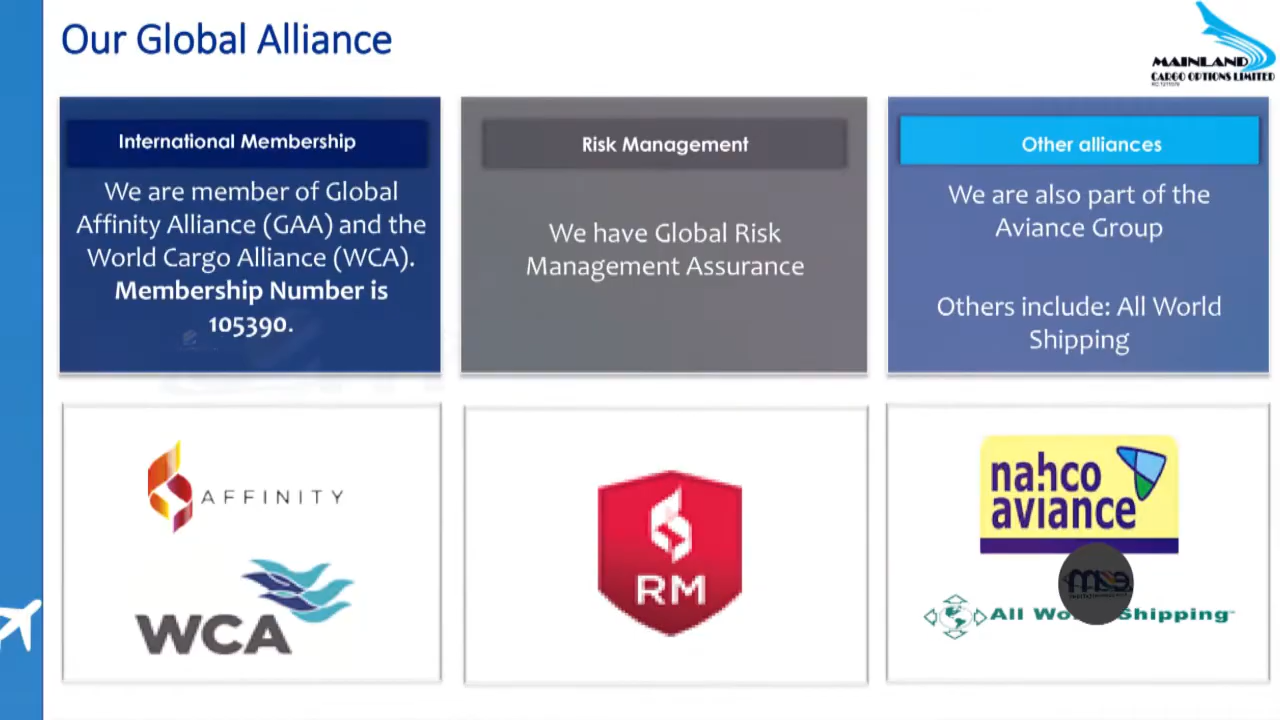 Our Global Alliance
MAINLAND
CARGO OPTIONS LIMITED
International Membership
We are member of Global
Affinity Alliance (GAA) and the
World Cargo Alliance (WCA).
Membership Number is
105390.
Risk Management
We have Global Risk
Management Assurance
Other alliances
We are also part of the
Aviance Group
Others include: All World
Shipping
AFFINITY
WCA
RM
nahco
aviance
All Shipping